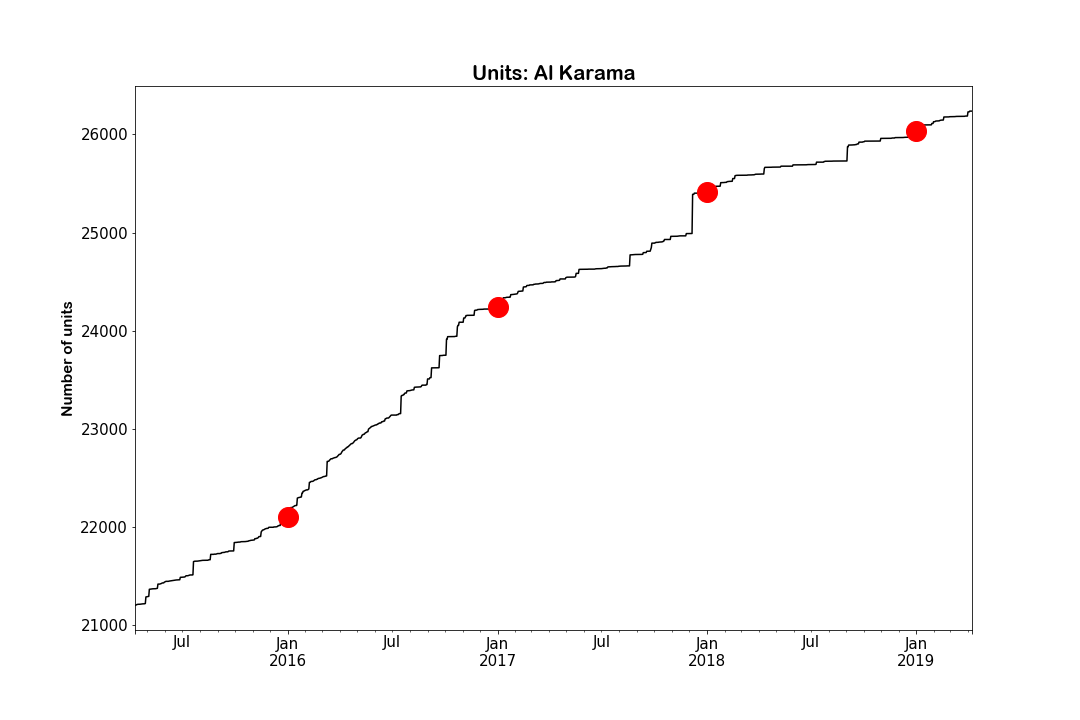 Units: Al Karama
Number of units
26000
25000
24000
23000
22000
21000
Jul
Jan
2016
Jul
Jan
2017
Jul
Jan
2018
Jul
Jan
2019